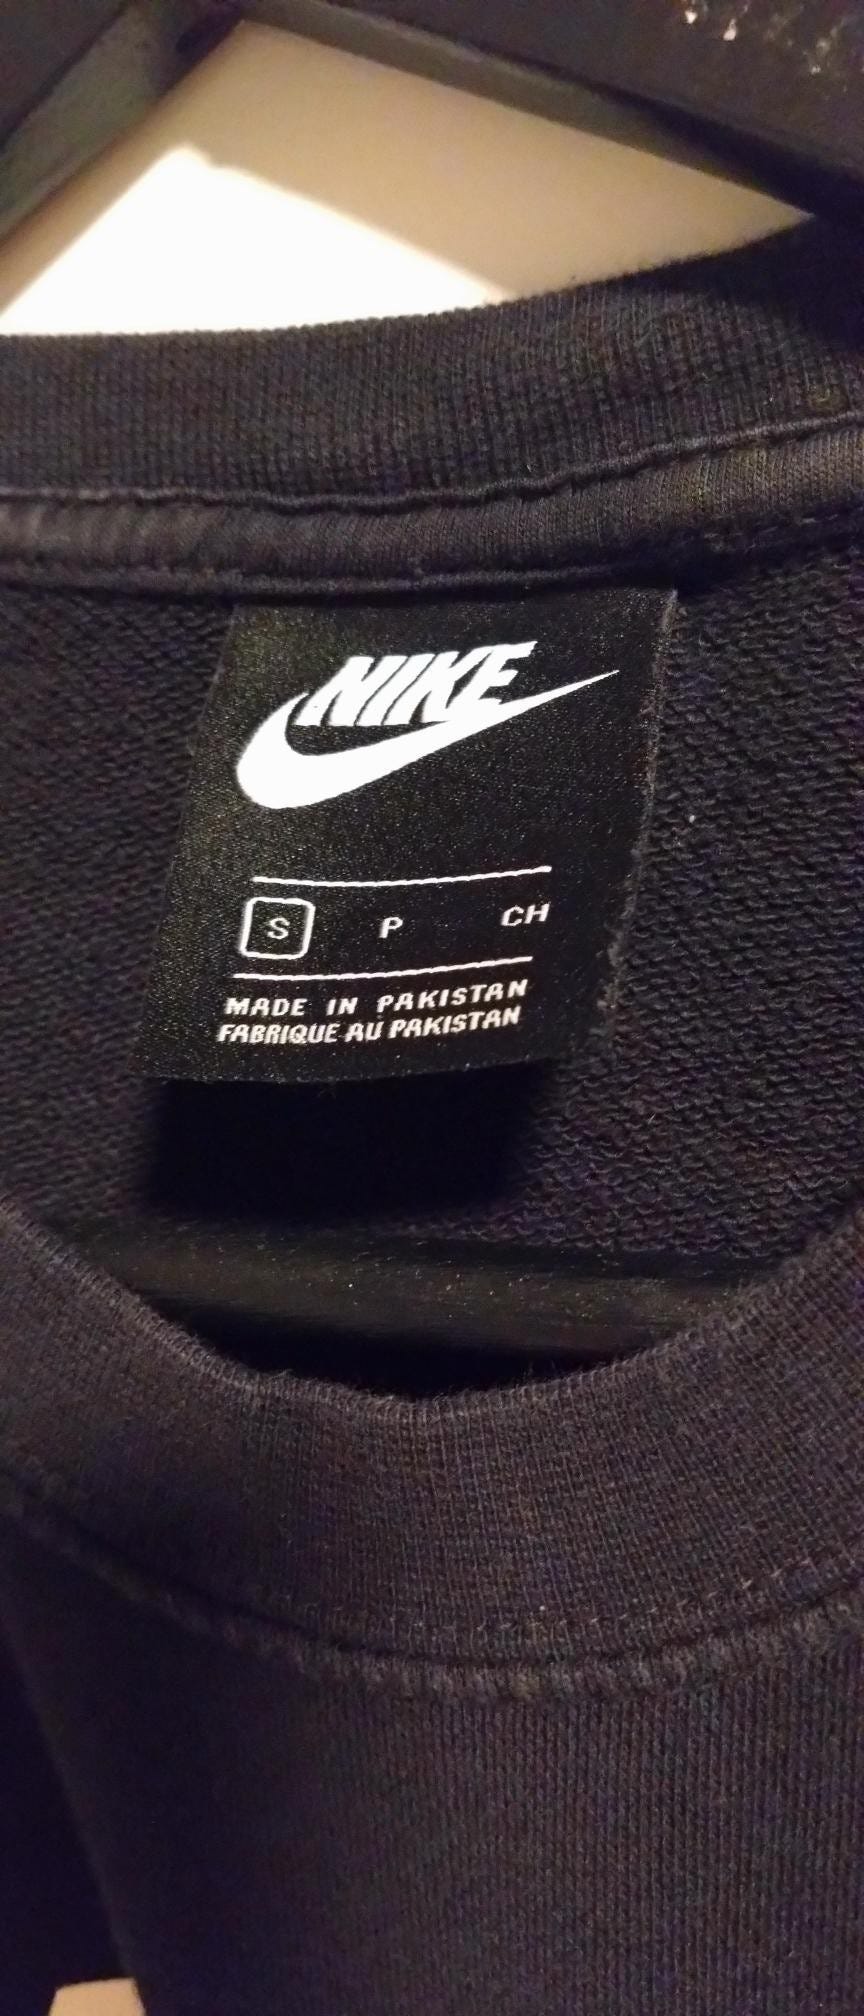 NIKE
S P CH
MADE IN PAKISTAN
FABRIQUE AU PAKISTAN